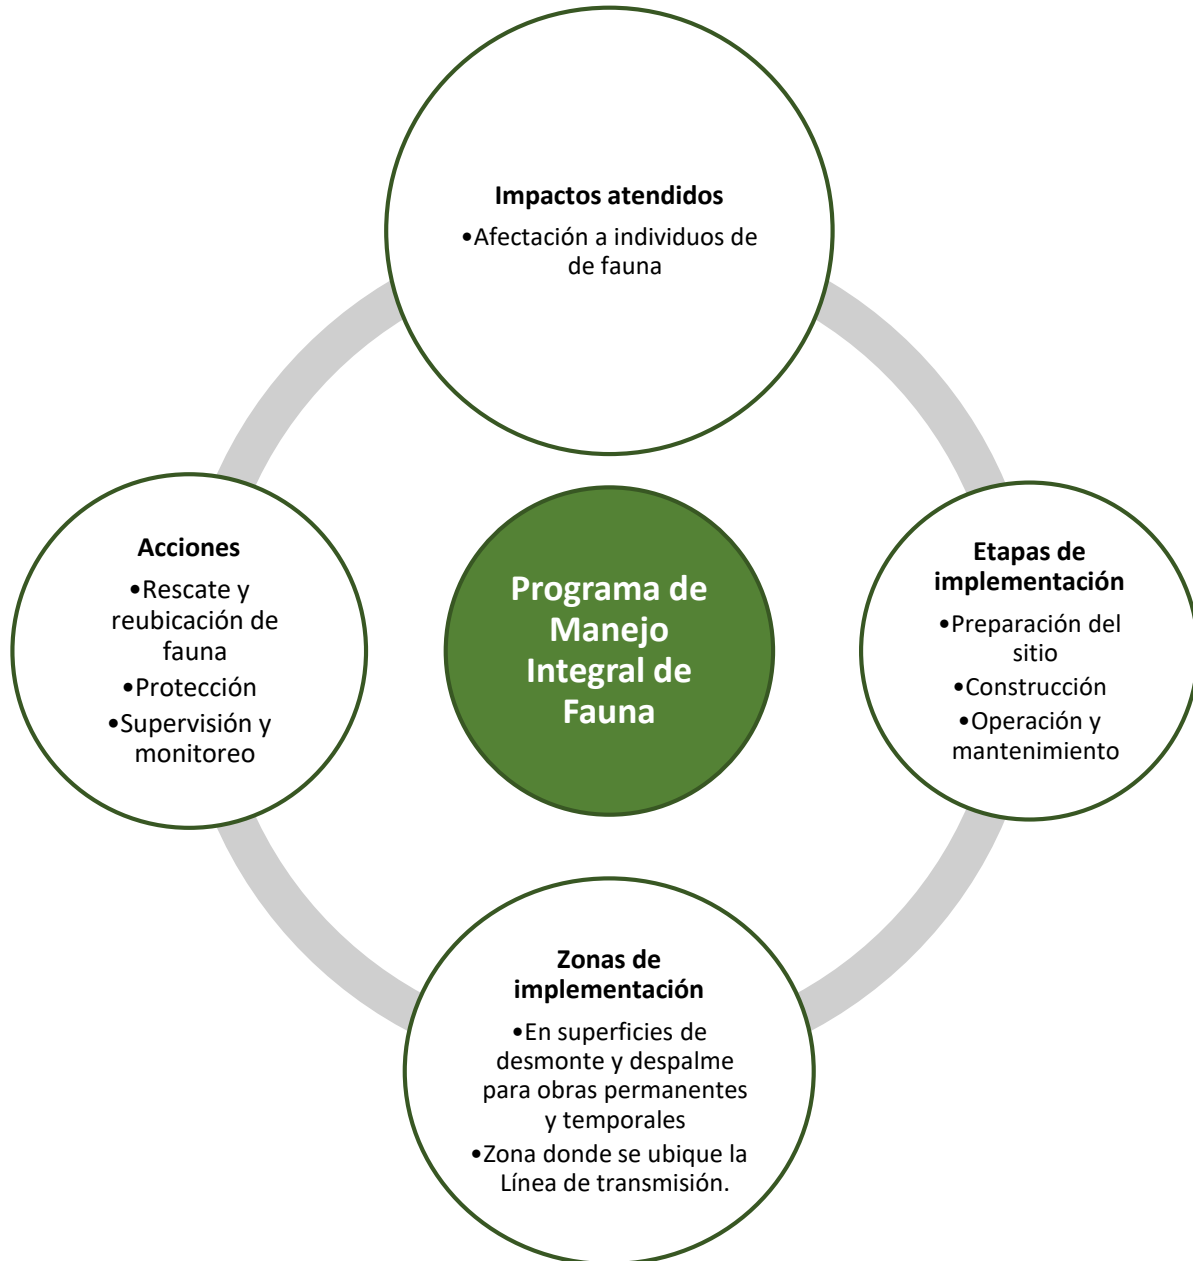 Impactos atendidos
•Afectación a individuos de
de fauna
Acciones
•Rescate y
reubicación de
fauna
•Protección
•Supervisión y
monitoreo
Programa de
Manejo
Integral de
Fauna
Etapas de
implementación
•Preparación del
sitio
•Construcción
•Operación y
mantenimiento
Zonas de
implementación
•En superficies de
desmonte y despalme
para obras permanentes
y temporales
•Zona donde se ubique la
Línea de transmisión.